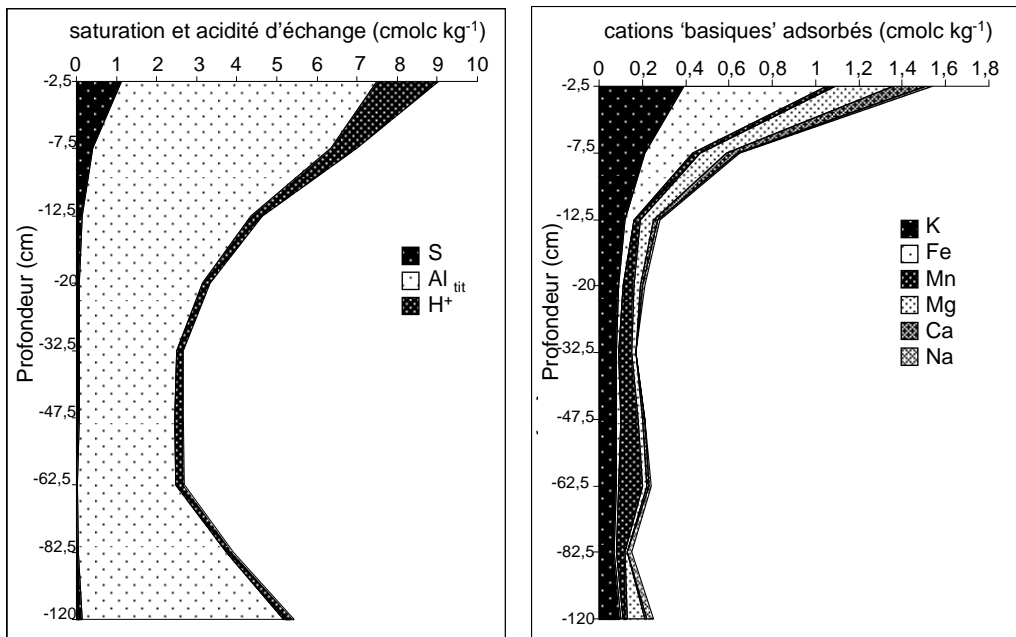 saturation et acidité d’échange (cmolc kg-1)
0 1 2 3 4 5 6 7 8 9 10
-2,5
-7,5
-12,5
-20
-32,5
-47,5
-62,5
-82,5
-120
Profondeur (cm)
S
Al tit
H+
cations ‘basiques’ adsorbés (cmolc kg-1)
0 0,2 0,4 0,6 0,8 1 1,2 1,4 1,6 1,8
-2,5
-7,5
-12,5
-20
-32,5
-47,5
-62,5
-82,5
-120
Profondeur (cm)
K
Fe
Mn
Mg
Ca
Na